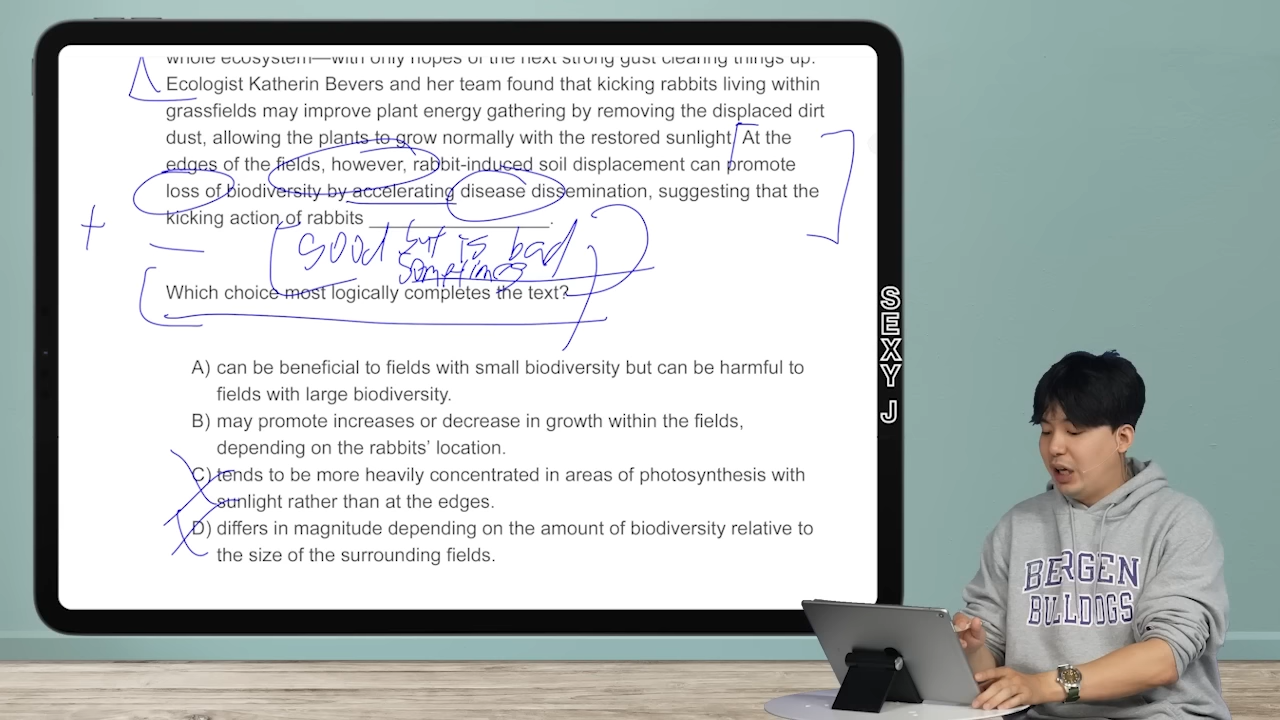 whole ecosystem—with only hopes of the next strong gust clearing things up.
Ecologist Katherin Bevers and her team found that kicking rabbits living within
grassfields may improve plant energy gathering by removing the displaced dirt
dust, allowing the plants to grow normally with the restored sunlight. At the
edges of the fields, however, rabbit-induced soil displacement can promote
loss of biodiversity by accelerating disease dissemination, suggesting that the
kicking action of rabbits ____________________.
+
good but is bad
sometimes
Which choice most logically completes the text?
A) can be beneficial to fields with small biodiversity but can be harmful to
fields with large biodiversity.
B) may promote increases or decrease in growth within the fields,
depending on the rabbits’ location.
C) tends to be more heavily concentrated in areas of photosynthesis with
sunlight rather than at the edges.
D) differs in magnitude depending on the amount of biodiversity relative to
the size of the surrounding fields.
SEXY J
BERGEN
BULLDOGS